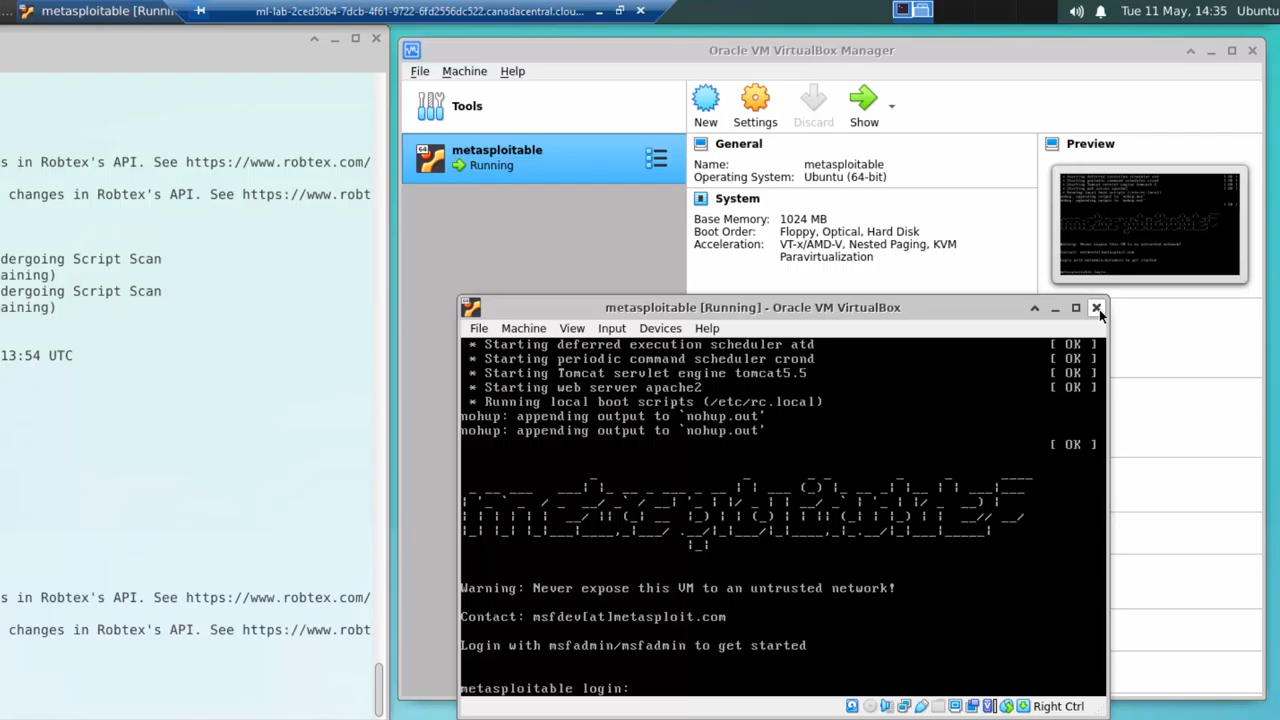 metasploitable [Runnin
ml-lab-2ced30b4-7dcb-4f61-9722-6fd2556dc522.canadacentral.clou...
Tue 11 May, 14:35 Ubuntu
s in Robtex's API. See https://www.robtex.com/
changes in Robtex's API. See https://www.robt
dergoing Script Scan
aining)
dergoing Script Scan
aining)
13:54 UTC
s in Robtex's API. See https://www.robtex.com/
changes in Robtex's API. See https://www.robt
Oracle VM VirtualBox Manager
File Machine Help
Tools
New Settings Discard Show
64
metasploitable
Running
General
Name: metasploitable
Operating System: Ubuntu (64-bit)
System
Base Memory: 1024 MB
Boot Order: Floppy, Optical, Hard Disk
Acceleration: VT-x/AMD-V, Nested Paging, KVM
Paravirtualization
Preview
metasploitable [Running] - Oracle VM VirtualBox
File Machine View Input Devices Help
* Starting deferred execution scheduler atd [ OK ]
* Starting periodic command scheduler crond [ OK ]
* Starting Tomcat servlet engine tomcat5.5 [ OK ]
* Starting web server apache2 [ OK ]
* Running local boot scripts (/etc/rc.local)
nohup: appending output to `nohup.out'
nohup: appending output to `nohup.out'
[ OK ]
metasploitable2
Warning: Never expose this VM to an untrusted network!
Contact: msfdev[at]metasploit.com
Login with msfadmin/msfadmin to get started
metasploitable login:
Right Ctrl